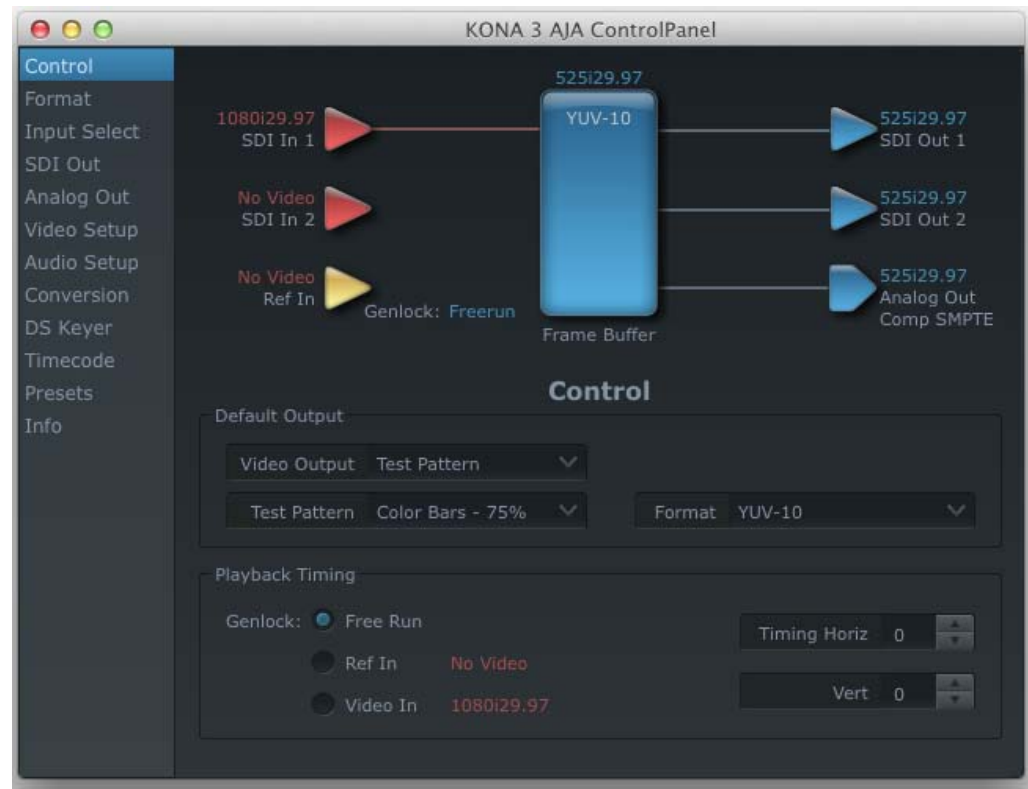 KONA 3 AJA ControlPanel
Control
Format
Input Select
SDI Out
Analog Out
Video Setup
Audio Setup
Conversion
DS Keyer
Timecode
Presets
Info
525i29.97
YUV-10
Frame Buffer
1080i29.97
SDI In 1
No Video
SDI In 2
No Video
Ref In
Genlock: Freerun
525i29.97
SDI Out 1
525i29.97
SDI Out 2
525i29.97
Analog Out
Comp SMPTE
Control
Default Output
Video Output Test Pattern
Test Pattern Color Bars - 75% Format YUV-10
Playback Timing
Genlock: Free Run
Ref In No Video
Video In 1080i29.97
Timing Horiz 0
Vert 0